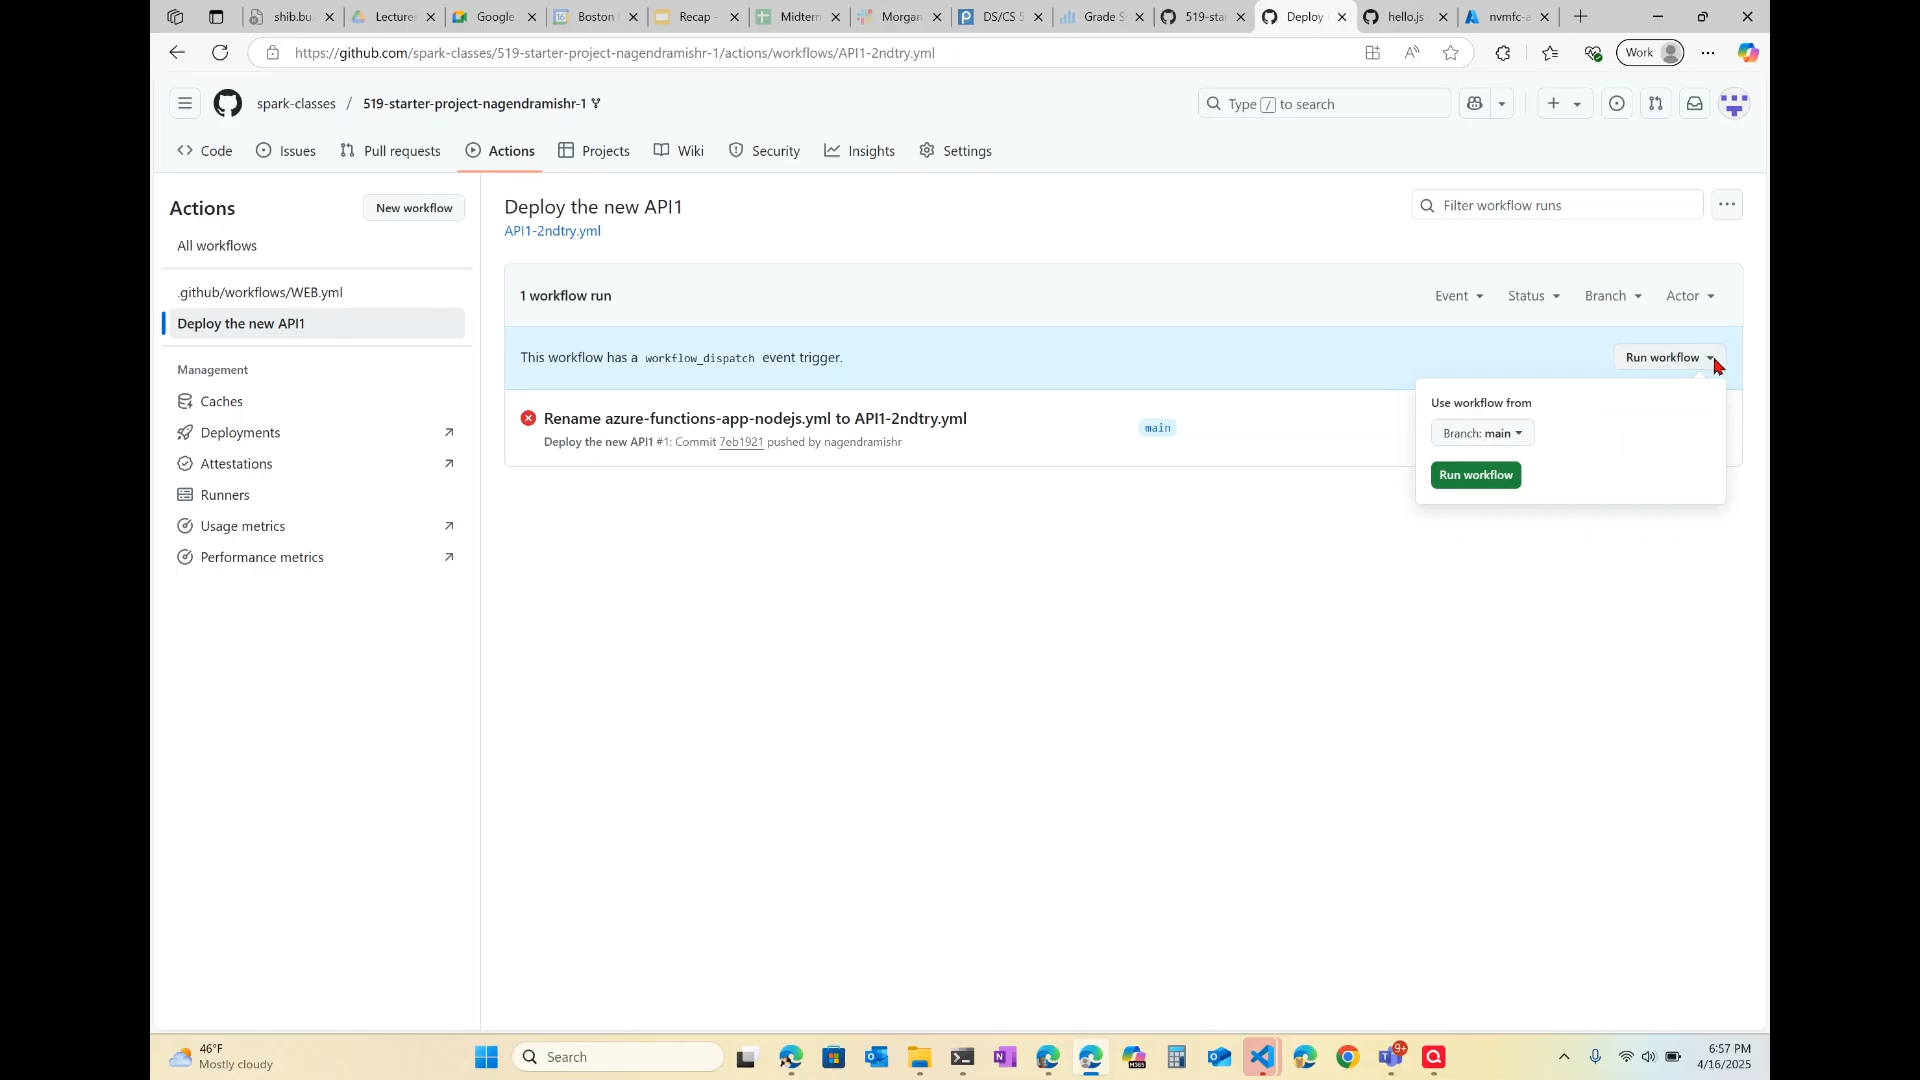 shib.bu.
Lecture
Google
Boston
Recap -
Midtern
Morgan
DS/CS 5
Grade S
519-star
Deploy
hello.js
nvmfc-a
https://github.com/spark-classes/519-starter-project-nagendramishr-1/actions/workflows/API1-2ndtry.yml
Work
spark-classes / 519-starter-project-nagendramishr-1
Type / to search
Code
Issues
Pull requests
Actions
Projects
Wiki
Security
Insights
Settings
Actions
New workflow
All workflows
.github/workflows/WEB.yml
Deploy the new API1
Management
Caches
Deployments
Attestations
Runners
Usage metrics
Performance metrics
Deploy the new API1
API1-2ndtry.yml
Filter workflow runs
1 workflow run
Event
Status
Branch
Actor
This workflow has a workflow_dispatch event trigger.
Run workflow
Use workflow from
Branch: main
Run workflow
Rename azure-functions-app-nodejs.yml to API1-2ndtry.yml
Deploy the new API1 #1: Commit 7eb1921 pushed by nagendramishr
main
46°F
Mostly cloudy
Search
M365
9+
6:57 PM
4/16/2025